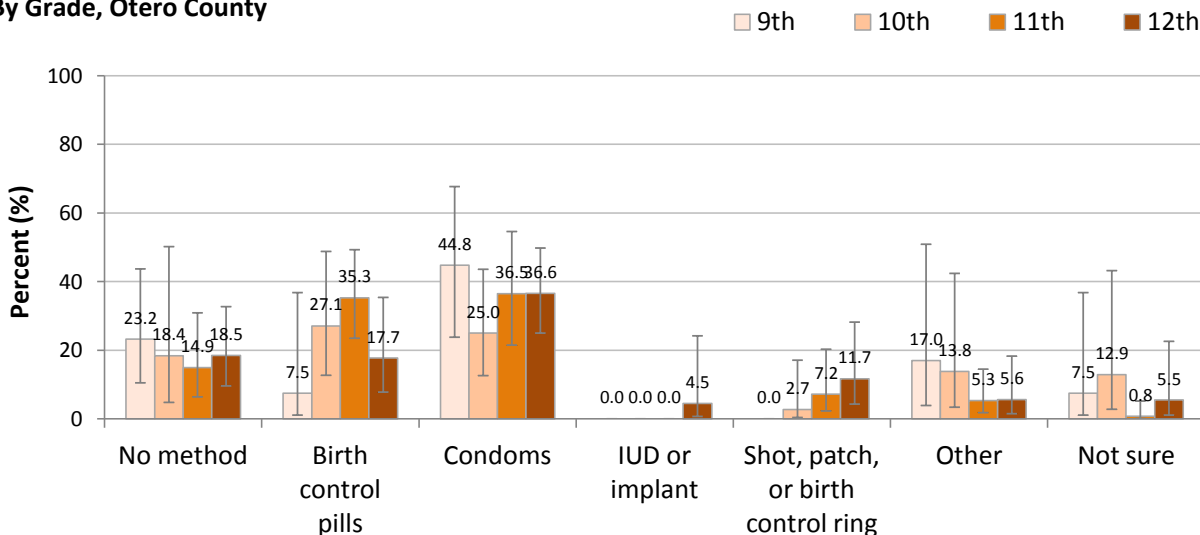 By Grade, Otero County
9th 10th 11th 12th
100
80
60
40
20
0
Percent (%)
23.2 18.4 14.9 18.5
7.5 27.1 35.3 17.7
44.8 25.0 36.5 36.6
0.0 0.0 0.0 4.5
0.0 2.7 7.2 11.7
17.0 13.8 5.3 5.6
7.5 12.9 0.8 5.5
No method
Birth
control
pills
Condoms
IUD or
implant
Shot, patch,
or birth
control ring
Other
Not sure